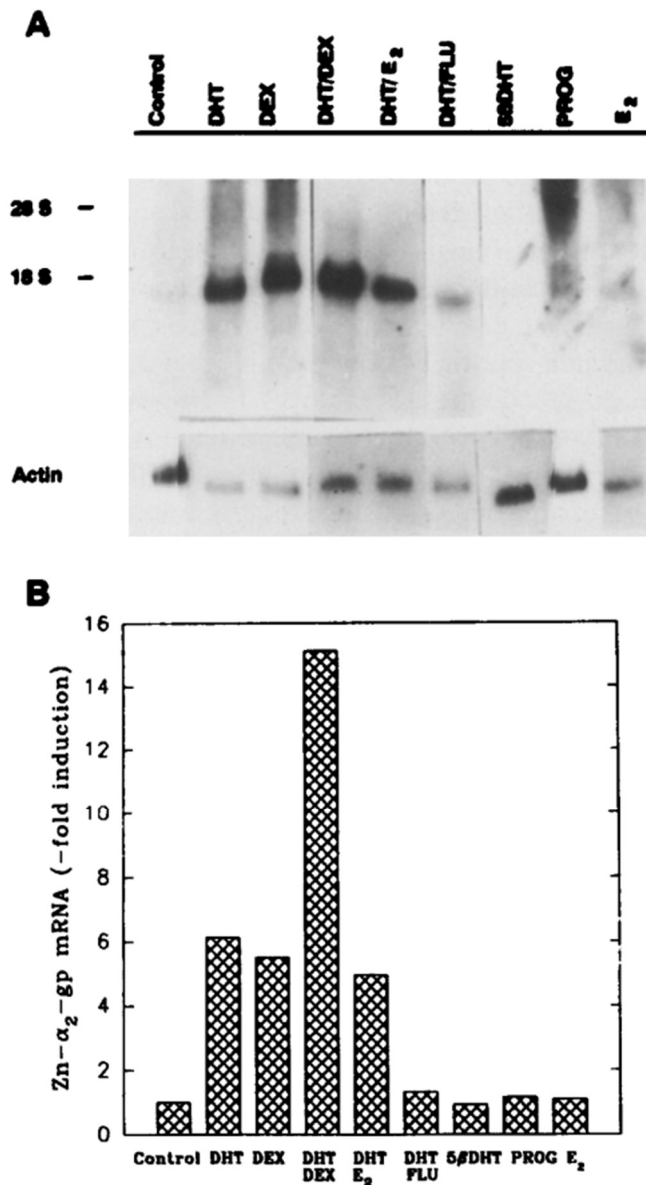 A
Control DHT DEX DHT/DEX DHT/E₂ DHT/FLU 5βDHT PROG E₂
28 S –
18 S –
Actin
B
Zn-α₂-gp mRNA (-fold induction)
16
14
12
10
8
6
4
2
0
Control DHT DEX DHT DHT DHT 5βDHT PROG E₂
DEX E₂ FLU